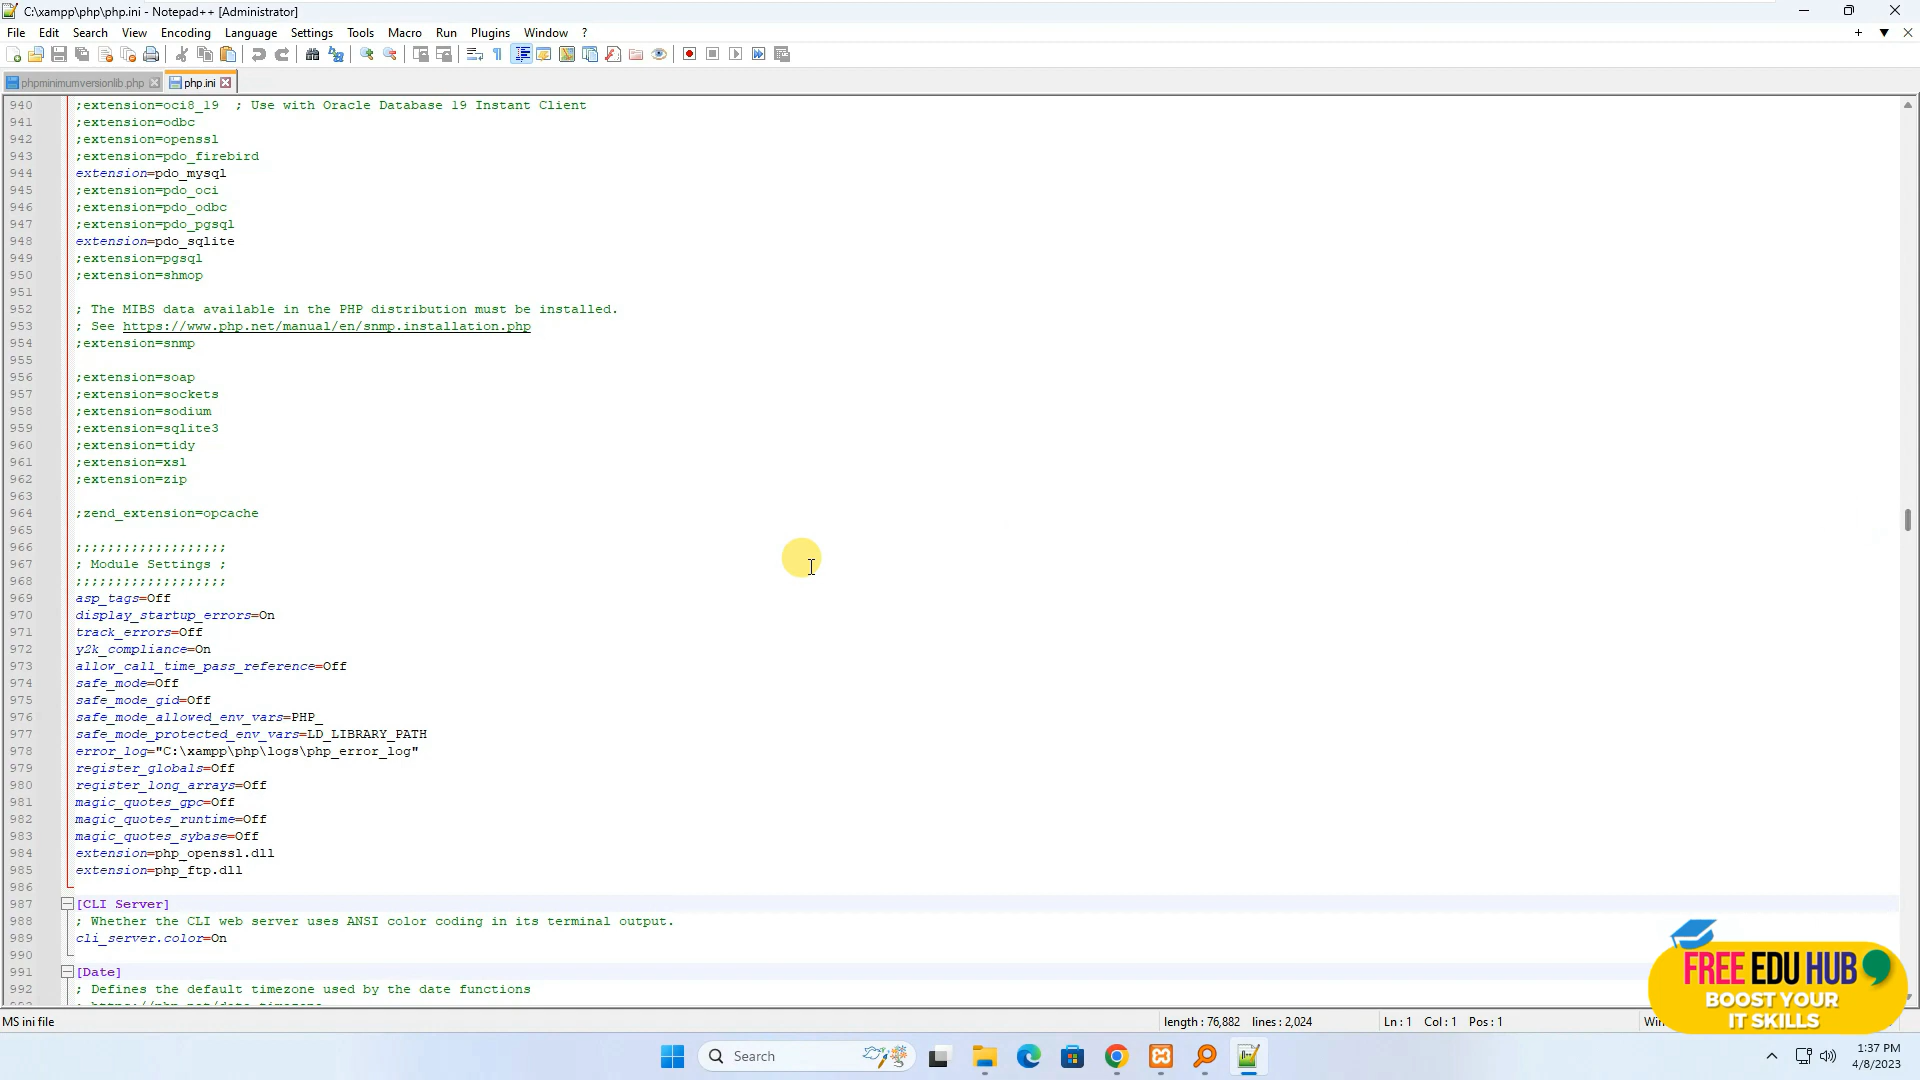 C:\xampp\php\php.ini - Notepad++ [Administrator]
File Edit Search View Encoding Language Settings Tools Macro Run Plugins Window ?
phpminimumversionlib.php php.ini
940 ;extension=oci8_19  ; Use with Oracle Database 19 Instant Client
941 ;extension=odbc
942 ;extension=openssl
943 ;extension=pdo_firebird
944 extension=pdo_mysql
945 ;extension=pdo_oci
946 ;extension=pdo_odbc
947 ;extension=pdo_pgsql
948 extension=pdo_sqlite
949 ;extension=pgsql
950 ;extension=shmop
951
952 ; The MIBS data available in the PHP distribution must be installed.
953 ; See https://www.php.net/manual/en/snmp.installation.php
954 ;extension=snmp
955
956 ;extension=soap
957 ;extension=sockets
958 ;extension=sodium
959 ;extension=sqlite3
960 ;extension=tidy
961 ;extension=xsl
962 ;extension=zip
963
964 ;zend_extension=opcache
965
966 ;;;;;;;;;;;;;;;;;;;
967 ; Module Settings ;
968 ;;;;;;;;;;;;;;;;;;;
969 asp_tags=Off
970 display_startup_errors=On
971 track_errors=Off
972 y2k_compliance=On
973 allow_call_time_pass_reference=Off
974 safe_mode=Off
975 safe_mode_gid=Off
976 safe_mode_allowed_env_vars=PHP_
977 safe_mode_protected_env_vars=LD_LIBRARY_PATH
978 error_log="C:\xampp\php\logs\php_error_log"
979 register_globals=Off
980 register_long_arrays=Off
981 magic_quotes_gpc=Off
982 magic_quotes_runtime=Off
983 magic_quotes_sybase=Off
984 extension=php_openssl.dll
985 extension=php_ftp.dll
986
987 [CLI Server]
988 ; Whether the CLI web server uses ANSI color coding in its terminal output.
989 cli_server.color=On
990
991 [Date]
992 ; Defines the default timezone used by the date functions
FREE EDU HUB
BOOST YOUR
IT SKILLS
MS ini file length : 76,882 lines : 2,024 Ln : 1 Col : 1 Pos : 1
Search
1:37 PM
4/8/2023